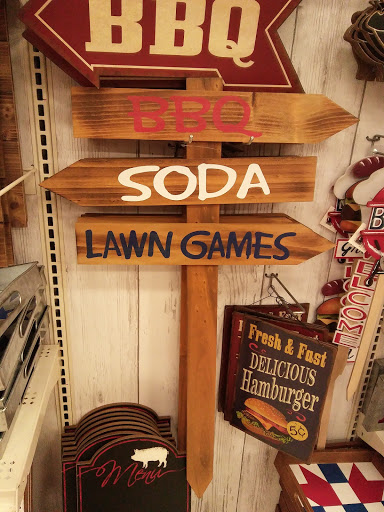 BBQ
BBQ
SODA
LAWN GAMES
Fresh & Fast
DELICIOUS
Hamburger
5¢
Menu